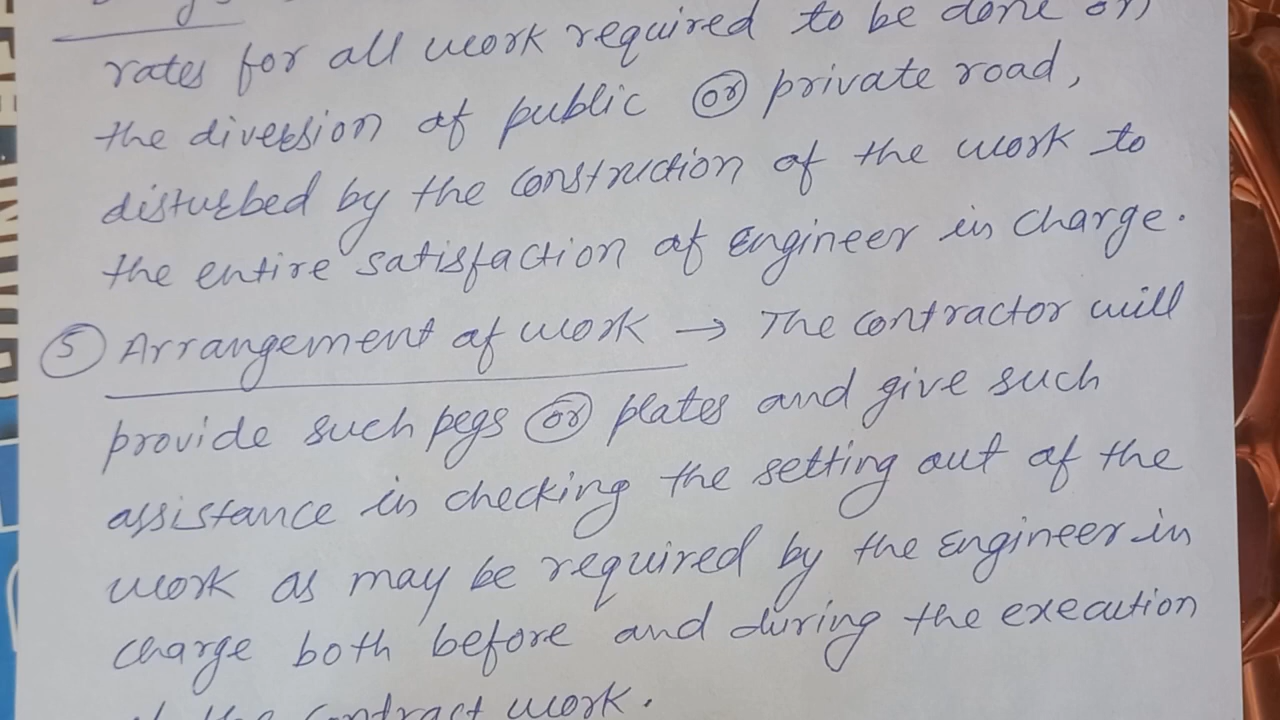 rates for all work required to be done on
the diversion of public or private road,
disturbed by the construction of the work to
the entire satisfaction of Engineer in charge.
5 Arrangement of work → The contractor will
provide such pegs or plates and give such
assistance in checking the setting out of the
work as may be required by the Engineer in
charge both before and during the execution
of the contract work.